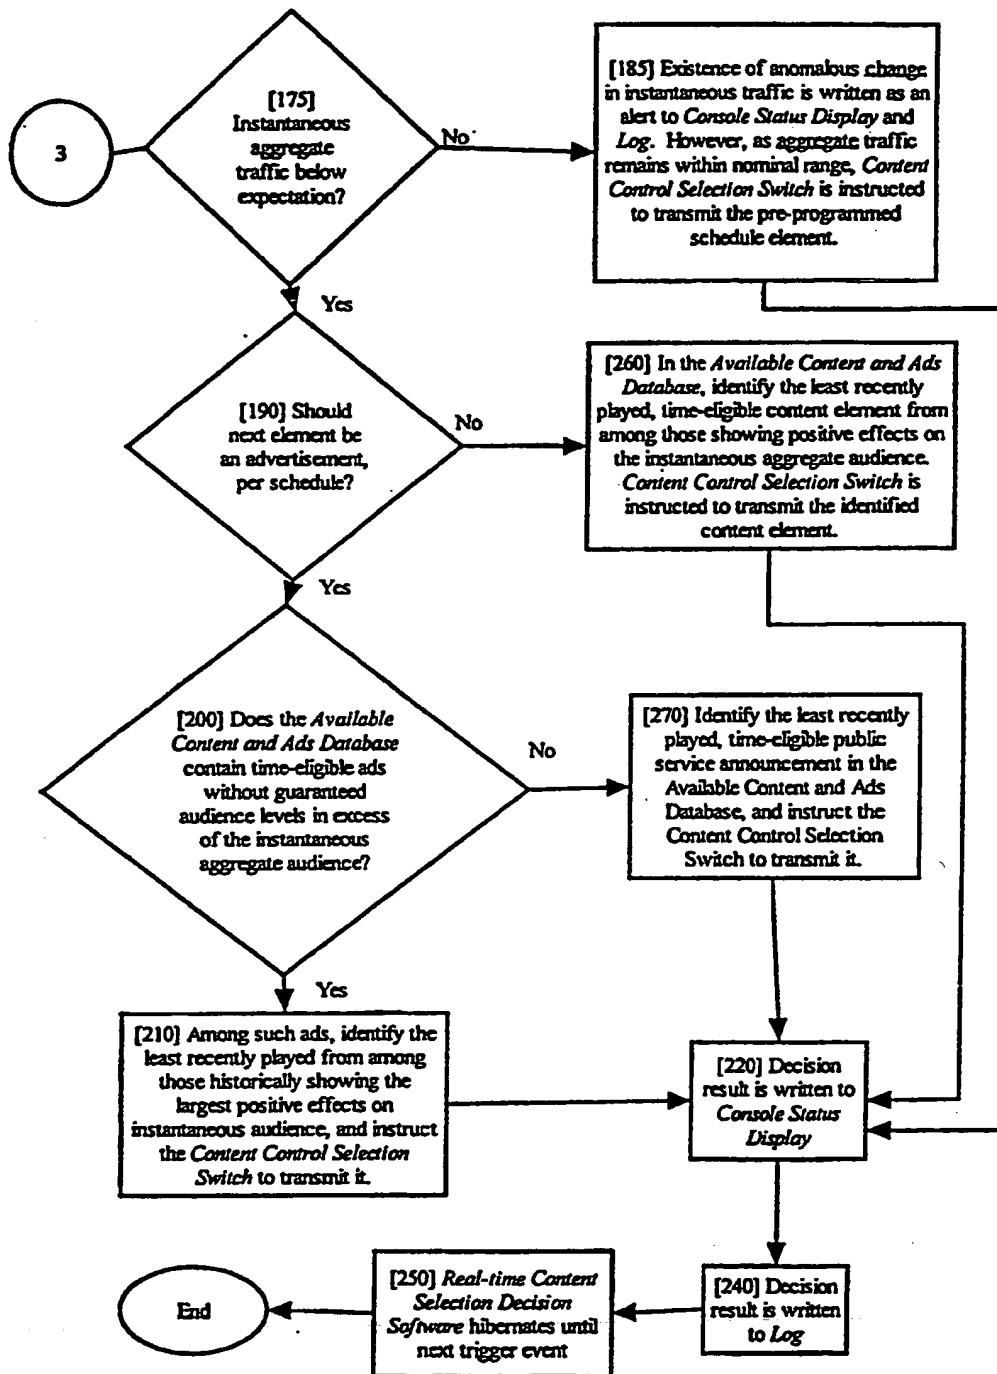 3
[175]
Instantaneous
aggregate
traffic below
expectation?
No
[185] Existence of anomalous change
in instantaneous traffic is written as an
alert to Console Status Display and
Log. However, as aggregate traffic
remains within nominal range, Content
Control Selection Switch is instructed
to transmit the pre-programmed
schedule element.
Yes
[190] Should
next element be
an advertisement,
per schedule?
No
[260] In the Available Content and Ads
Database, identify the least recently
played, time-eligible content element from
among those showing positive effects on
the instantaneous aggregate audience.
Content Control Selection Switch is
instructed to transmit the identified
content element.
Yes
[200] Does the Available
Content and Ads Database
contain time-eligible ads
without guaranteed
audience levels in excess
of the instantaneous
aggregate audience?
No
[270] Identify the least recently
played, time-eligible public
service announcement in the
Available Content and Ads
Database, and instruct the
Content Control Selection
Switch to transmit it.
Yes
[210] Among such ads, identify the
least recently played from among
those historically showing the
largest positive effects on
instantaneous audience, and instruct
the Content Control Selection
Switch to transmit it.
[220] Decision
result is written to
Console Status
Display
[240] Decision
result is written
to Log
[250] Real-time Content
Selection Decision
Software hibernates until
next trigger event
End